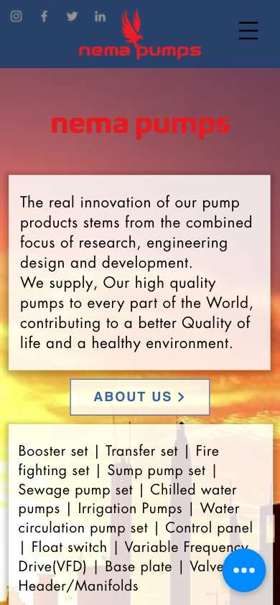 nema pumps
nema pumps
The real innovation of our pump
products stems from the combined
focus of research, engineering
design and development.
We supply, Our high quality
pumps to every part of the World,
contributing to a better Quality of
life and a healthy environment.
ABOUT US >
Booster set | Transfer set | Fire
fighting set | Sump pump set |
Sewage pump set | Chilled water
pumps | Irrigation Pumps | Water
circulation pump set | Control panel
| Float switch | Variable Frequency
Drive(VFD) | Base plate | Valve
Header/Manifolds